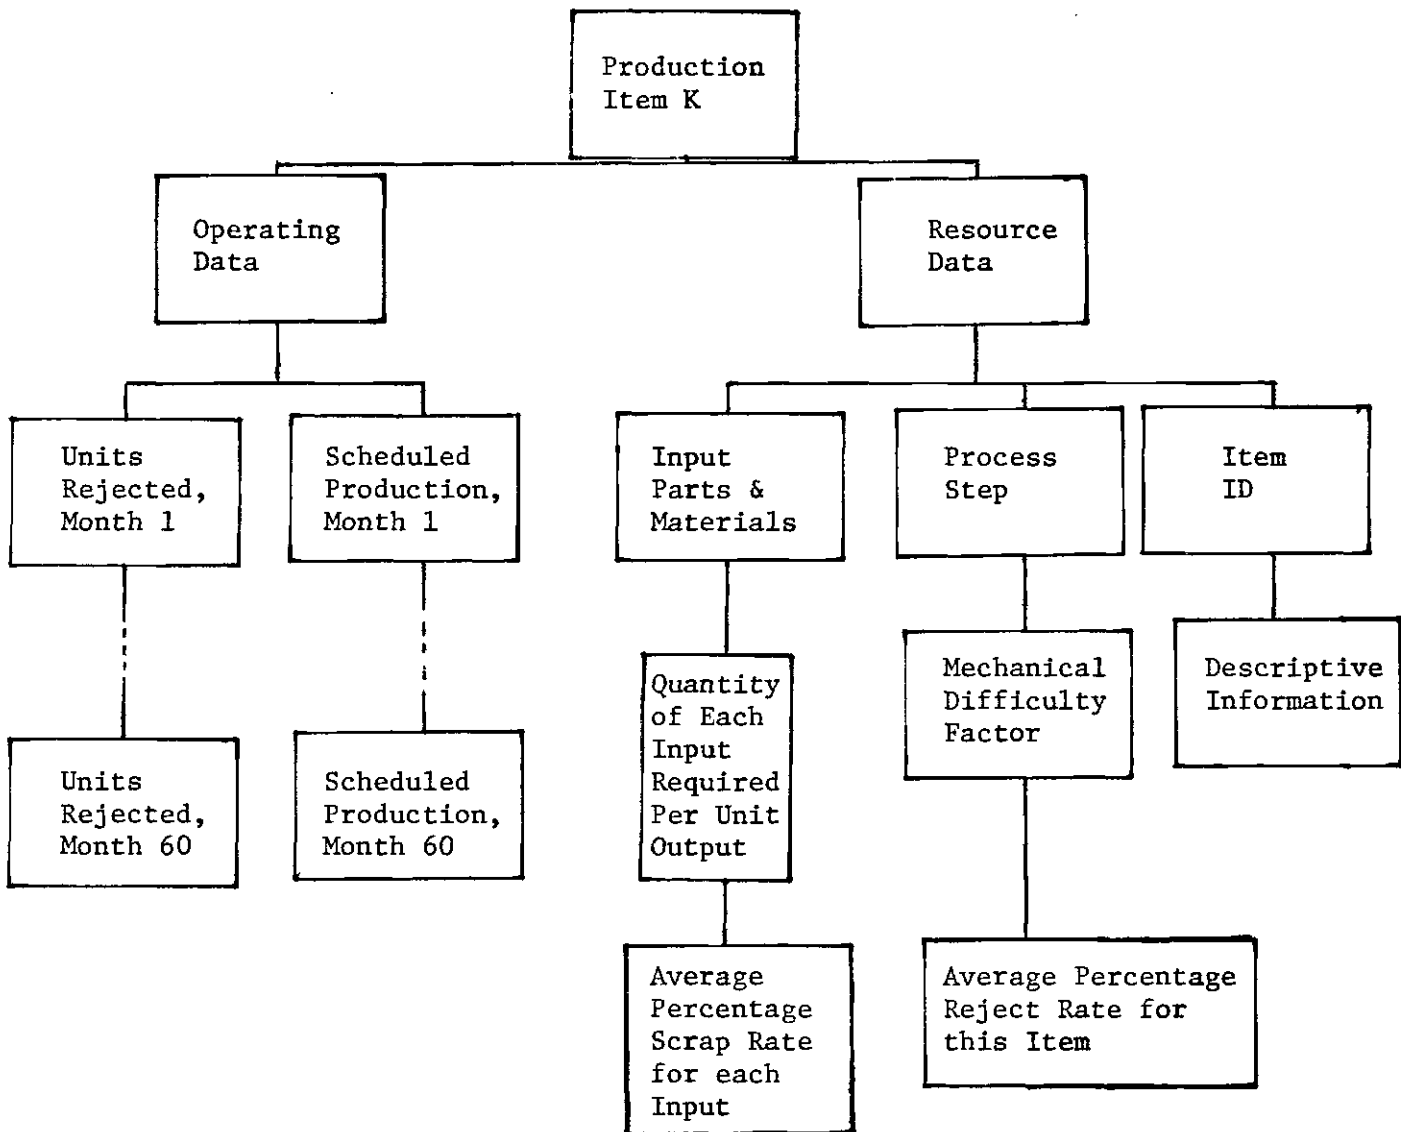 Production
Item K
Operating
Data
Resource
Data
Units
Rejected,
Month 1
Scheduled
Production,
Month 1
Input
Parts &
Materials
Process
Step
Item
ID
Units
Rejected,
Month 60
Scheduled
Production,
Month 60
Quantity
of Each
Input
Required
Per Unit
Output
Mechanical
Difficulty
Factor
Descriptive
Information
Average
Percentage
Scrap Rate
for each
Input
Average Percentage
Reject Rate for
this Item